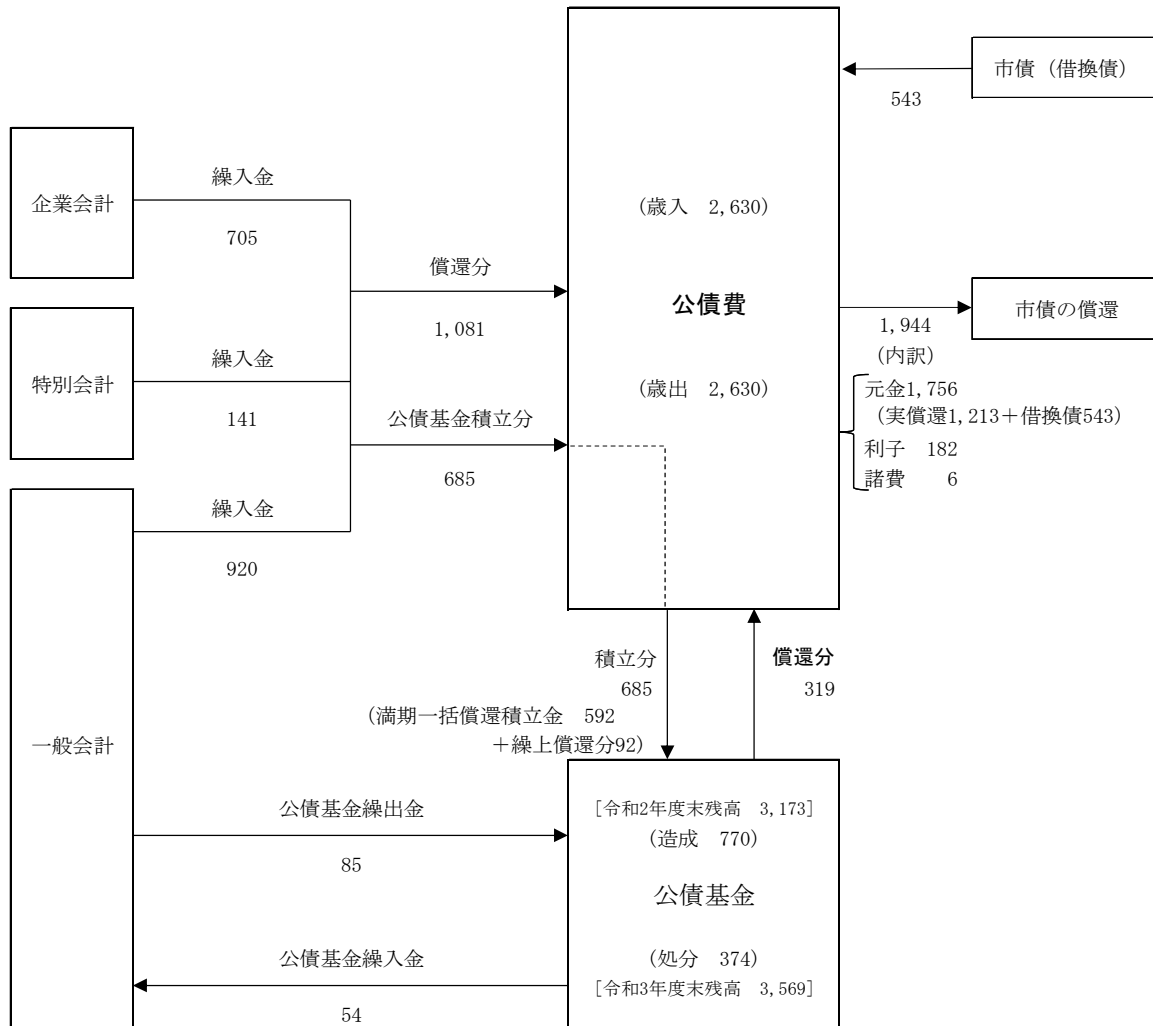 市債（借換債）
543
企業会計
繰入金
705
（歳入　2,630）
償還分
1,081
公債費
市債の償還
1,944
（内訳）
特別会計
繰入金
141
（歳出　2,630）
元金1,756
（実償還1,213＋借換債543）
利子　182
諸費　　6
公債基金積立分
685
繰入金
920
積立分
685
（満期一括償還積立金　592
＋繰上償還分92）
償還分
319
一般会計
公債基金繰出金
85
［令和2年度末残高　3,173］
（造成　770）
公債基金
（処分　374）
［令和3年度末残高　3,569］
公債基金繰入金
54